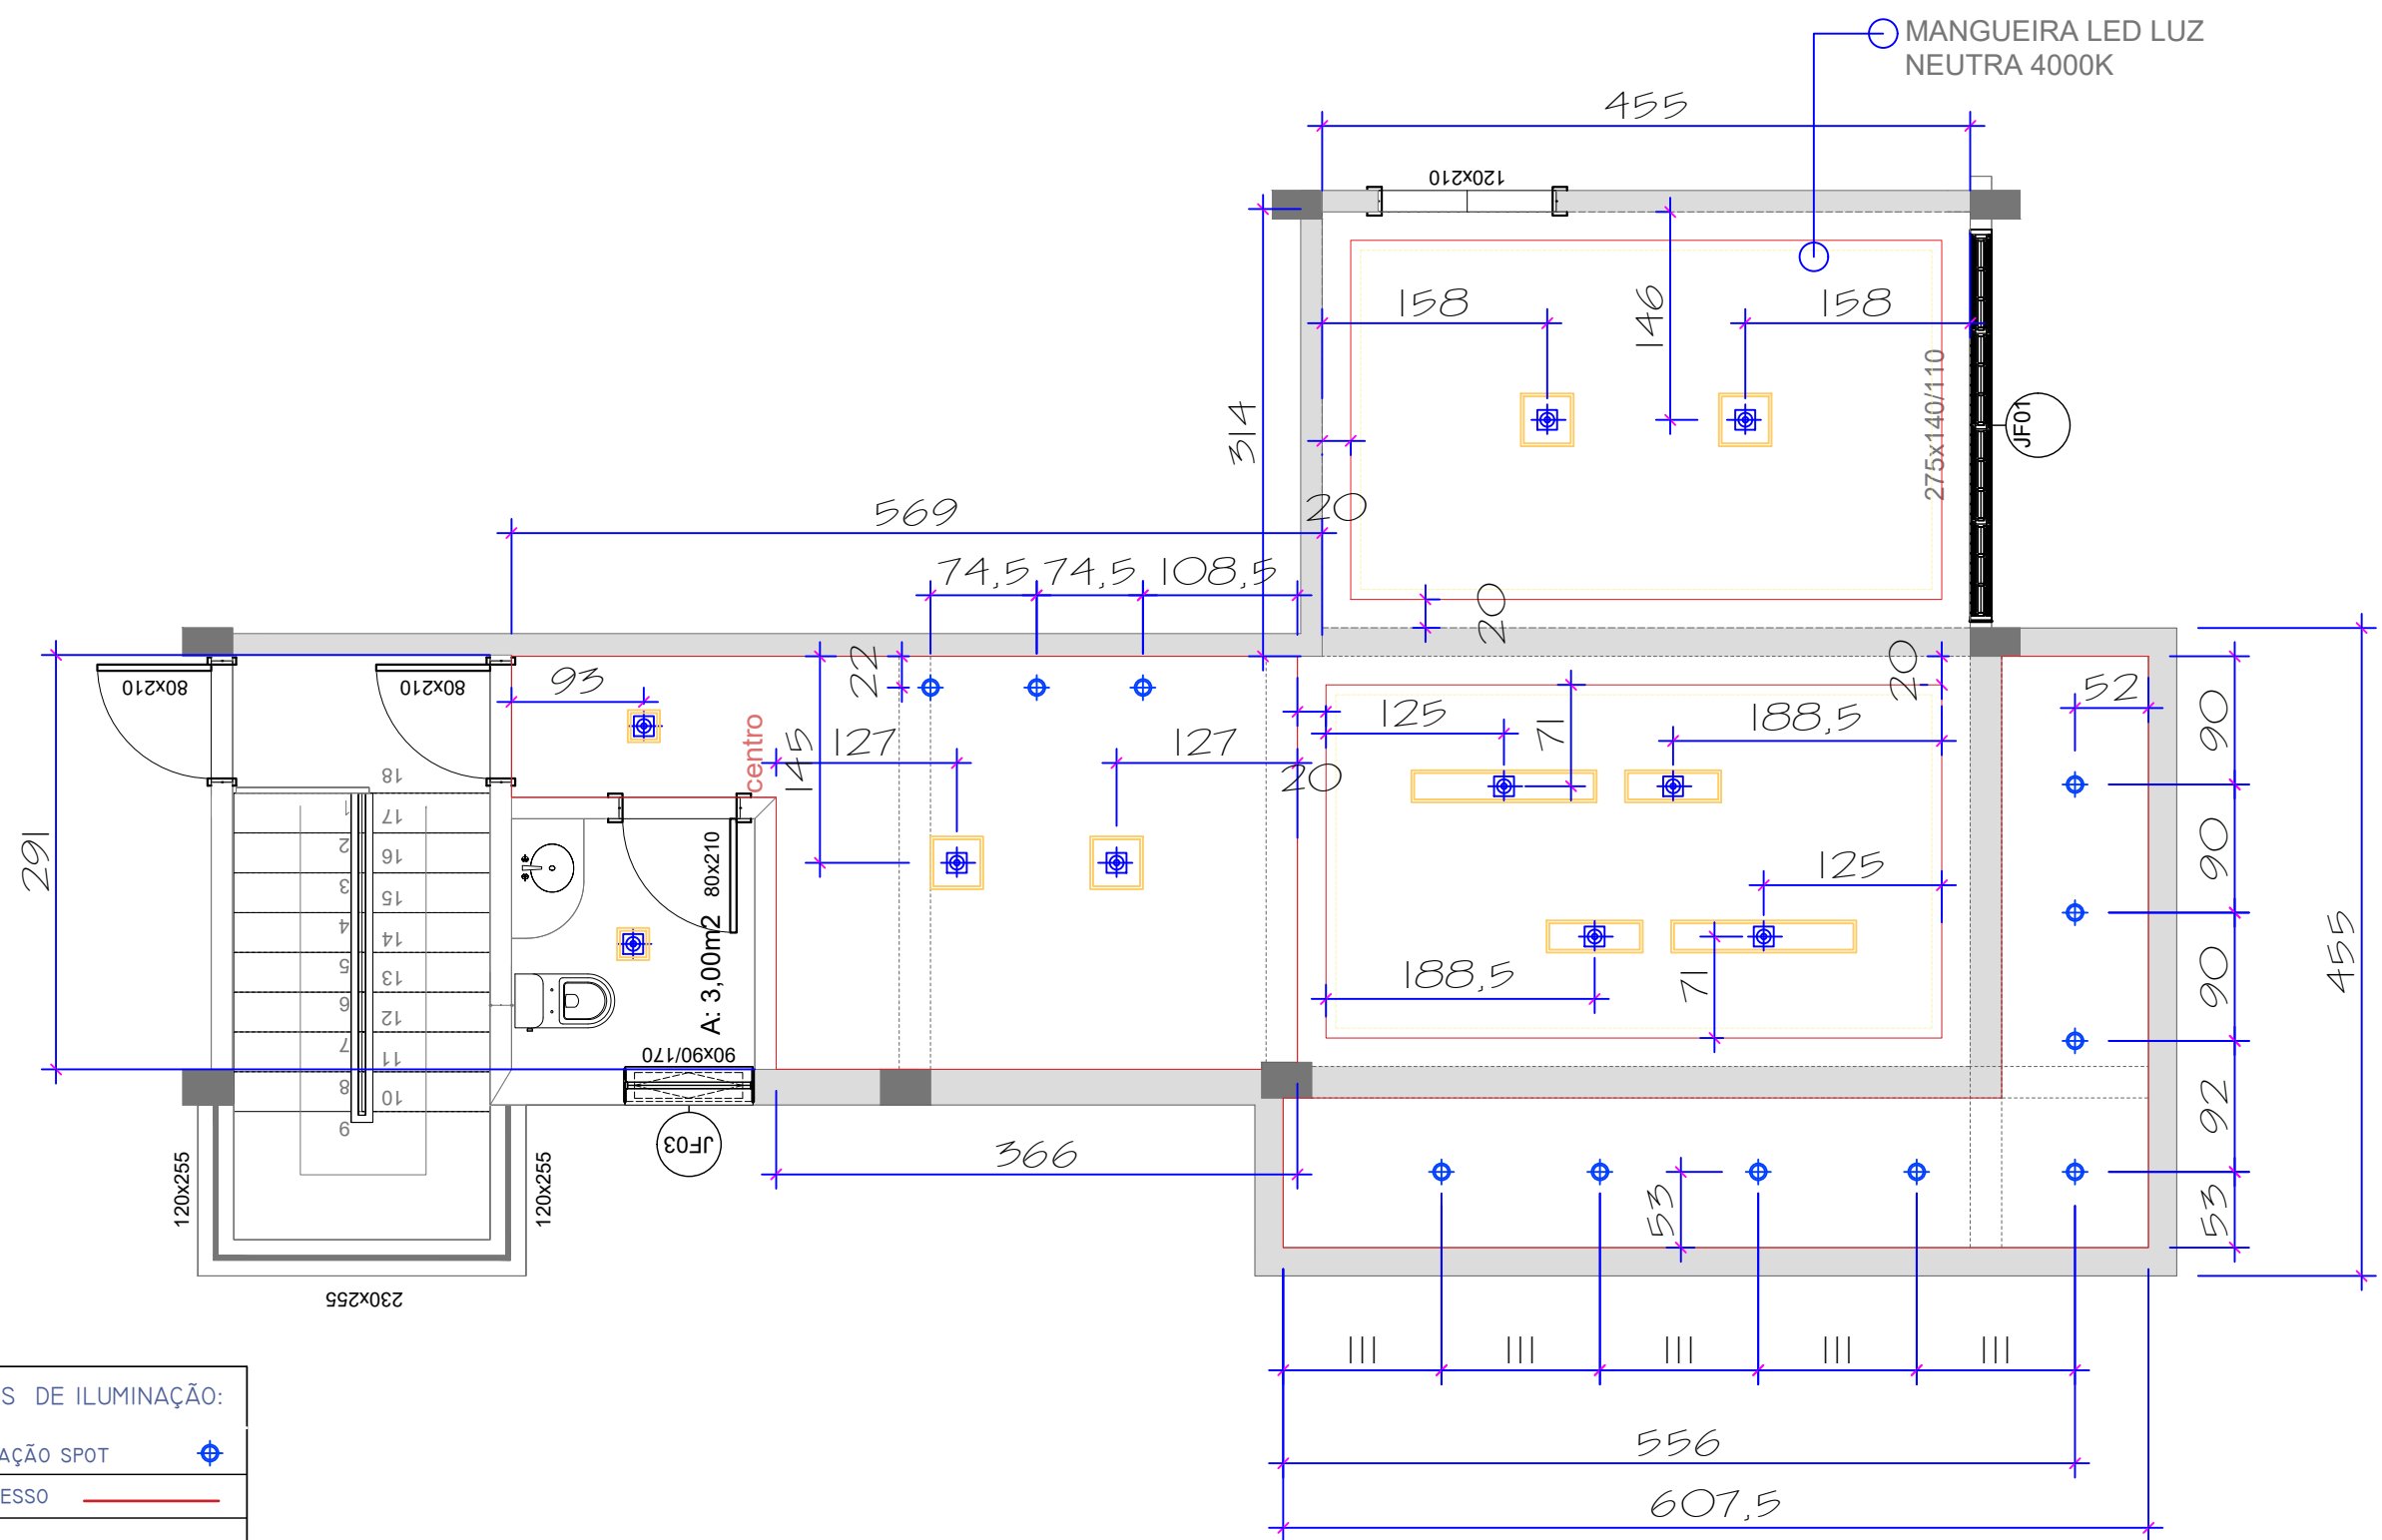 MANGUEIRA LED LUZ
NEUTRA 4000K
455
120x210
158
146
158
314
275x140/110
JF01
569
20
74,5 74,5 108,5
20
291
80x210
80x210
93
22
centro
145
127
127
20
125
71
188,5
20
52
90
90
90
92
53
455
18
17
16
15
14
13
12
11
10
1
2
3
4
5
6
7
8
9
80x210
A: 3,00m2
90x90/170
JF03
125
188,5
71
366
53
120x255
120x255
230x255
111 111 111 111 111
556
607,5
S DE ILUMINAÇÃO:
AÇÃO SPOT
ESSO